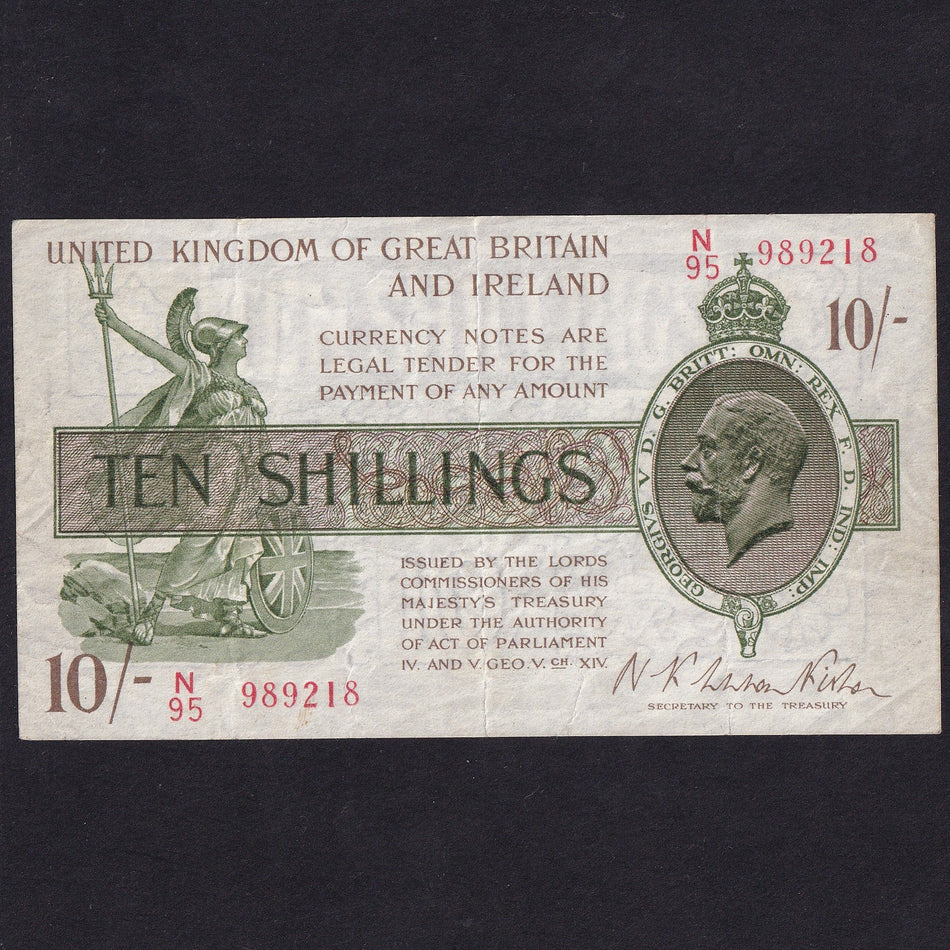 UNITED KINGDOM OF GREAT BRITAIN
AND IRELAND
N
95 989218
10/-
CURRENCY NOTES ARE
LEGAL TENDER FOR THE
PAYMENT OF ANY AMOUNT
GEORGIVS V D. G. BRITT: OMN: REX F. D. IND: IMP:
TEN SHILLINGS
ISSUED BY THE LORDS
COMMISSIONERS OF HIS
MAJESTY'S TREASURY
UNDER THE AUTHORITY
OF ACT OF PARLIAMENT
IV. AND V. GEO. V. CH. XIV.
10/-
N
95 989218
N K Warren Fisher
SECRETARY TO THE TREASURY